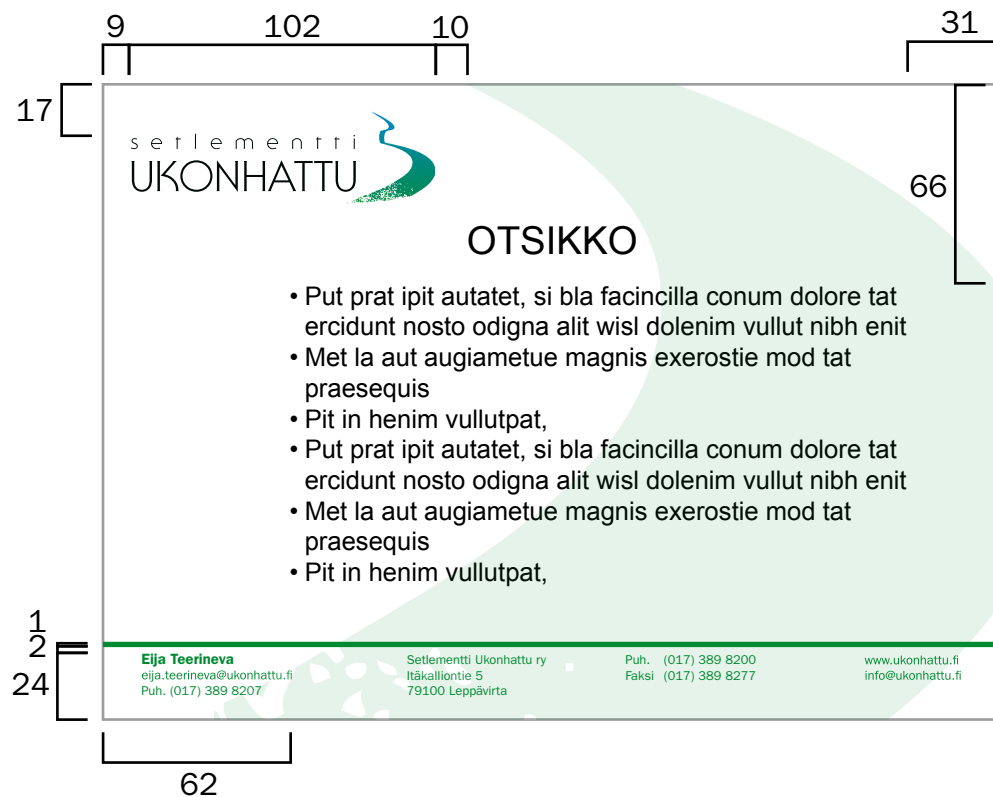 9 102 10 31
17
setlementti
UKONHATTU
66
OTSIKKO
• Put prat ipit autatet, si bla facincilla conum dolore tat
ercidunt nosto odigna alit wisl dolenim vullut nibh enit
• Met la aut augiametue magnis exerostie mod tat
praesequis
• Pit in henim vullutpat,
• Put prat ipit autatet, si bla facincilla conum dolore tat
ercidunt nosto odigna alit wisl dolenim vullut nibh enit
• Met la aut augiametue magnis exerostie mod tat
praesequis
• Pit in henim vullutpat,
1
2
24
Eija Teerineva
eija.teerineva@ukonhattu.fi
Puh. (017) 389 8207
Setlementti Ukonhattu ry
Itäkalliontie 5
79100 Leppävirta
Puh. (017) 389 8200
Faksi (017) 389 8277
www.ukonhattu.fi
info@ukonhattu.fi
62